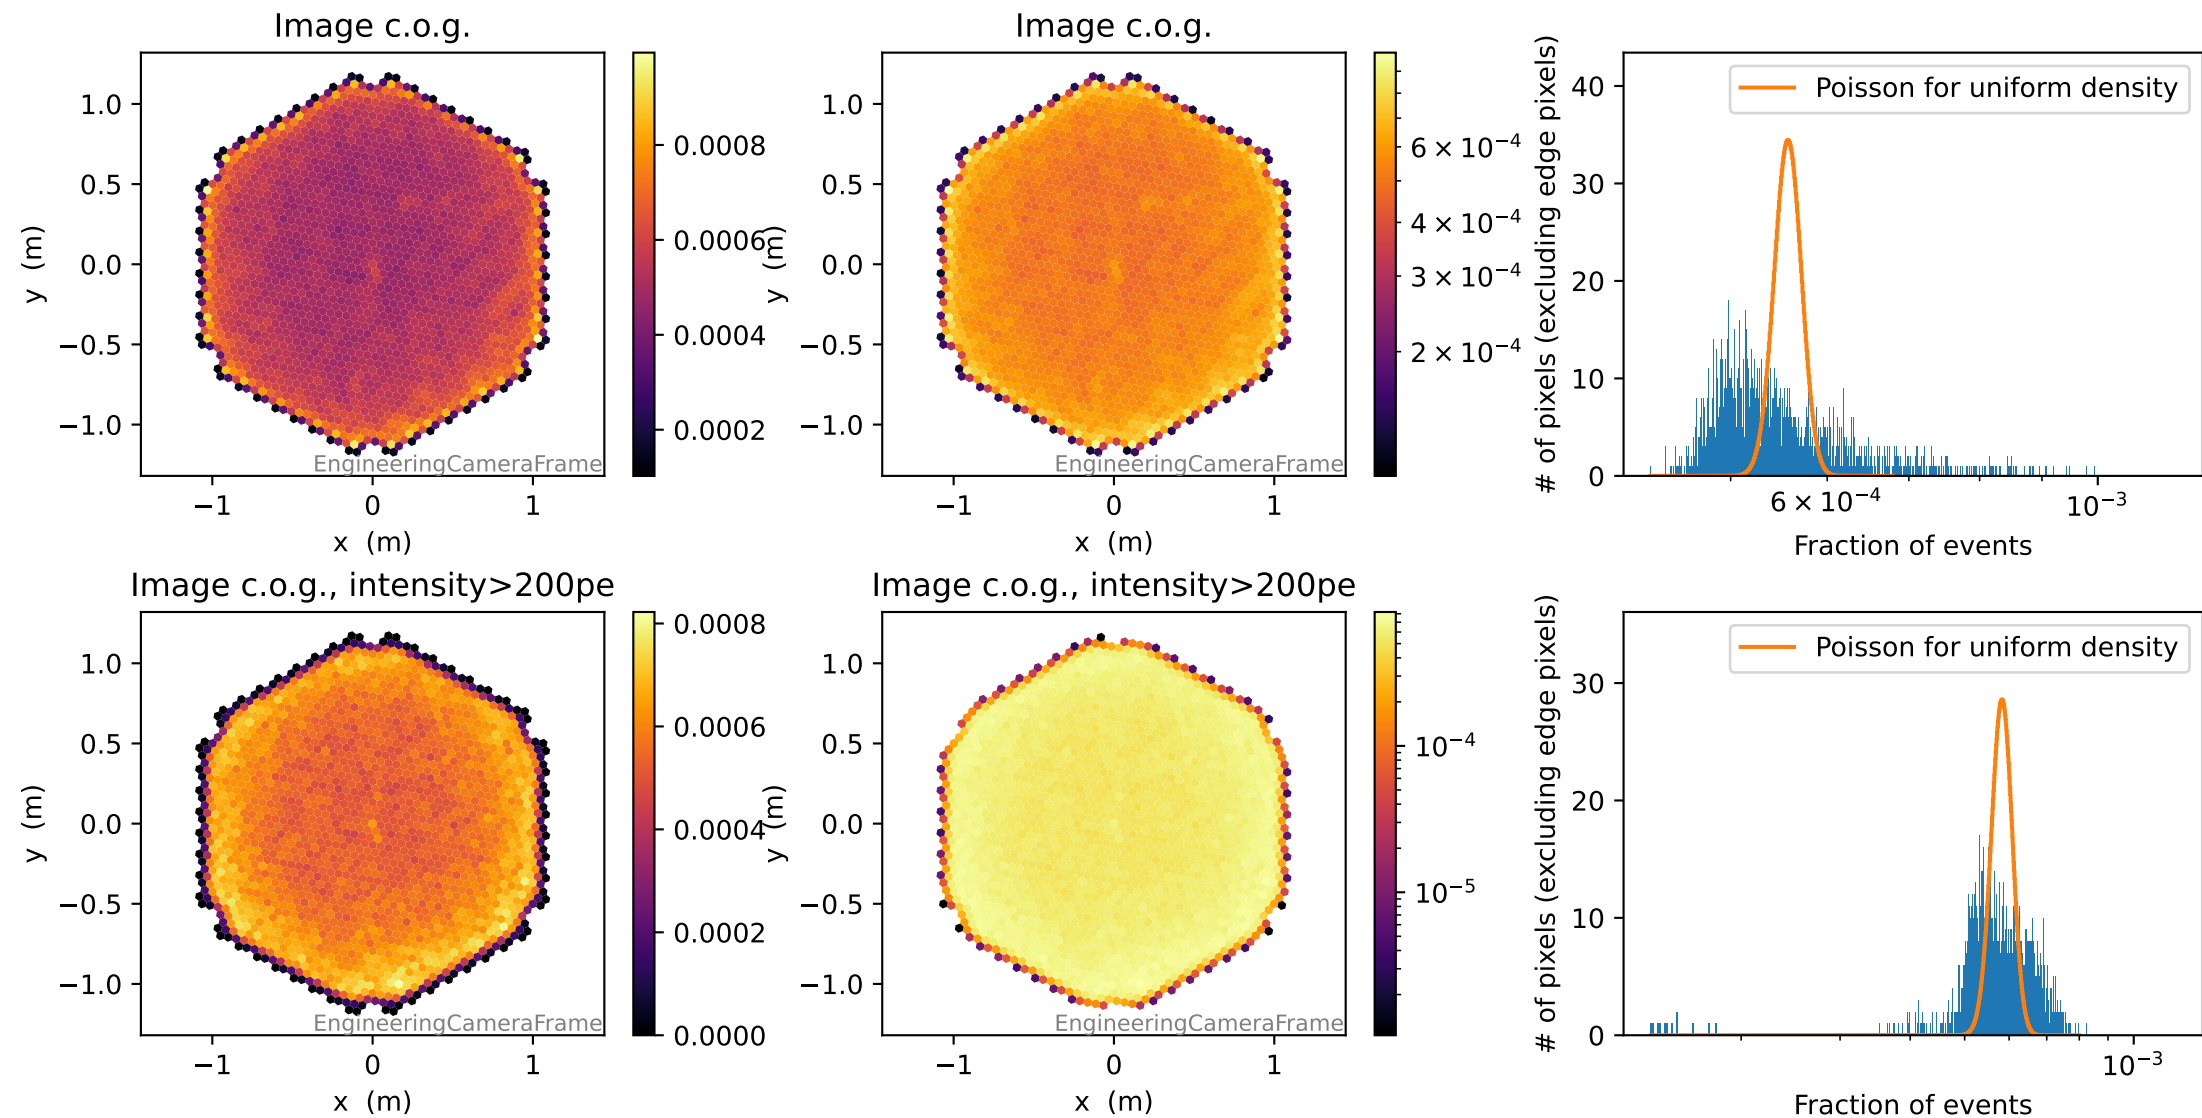 Image c.o.g.
1.0
0.5
0.0
−0.5
−1.0
y (m)
−1
0
1
x (m)
EngineeringCameraFrame
0.0008
0.0006
0.0004
0.0002
Image c.o.g.
1.0
0.5
0.0
−0.5
−1.0
y (m)
−1
0
1
x (m)
EngineeringCameraFrame
6 × 10⁻⁴
4 × 10⁻⁴
3 × 10⁻⁴
2 × 10⁻⁴
# of pixels (excluding edge pixels)
40
30
20
10
0
Poisson for uniform density
6 × 10⁻⁴
10⁻³
Fraction of events
Image c.o.g., intensity>200pe
1.0
0.5
0.0
−0.5
−1.0
y (m)
−1
0
1
x (m)
EngineeringCameraFrame
0.0008
0.0006
0.0004
0.0002
0.0000
Image c.o.g., intensity>200pe
1.0
0.5
0.0
−0.5
−1.0
y (m)
−1
0
1
x (m)
EngineeringCameraFrame
10⁻⁴
10⁻⁵
# of pixels (excluding edge pixels)
30
20
10
0
Poisson for uniform density
10⁻³
Fraction of events